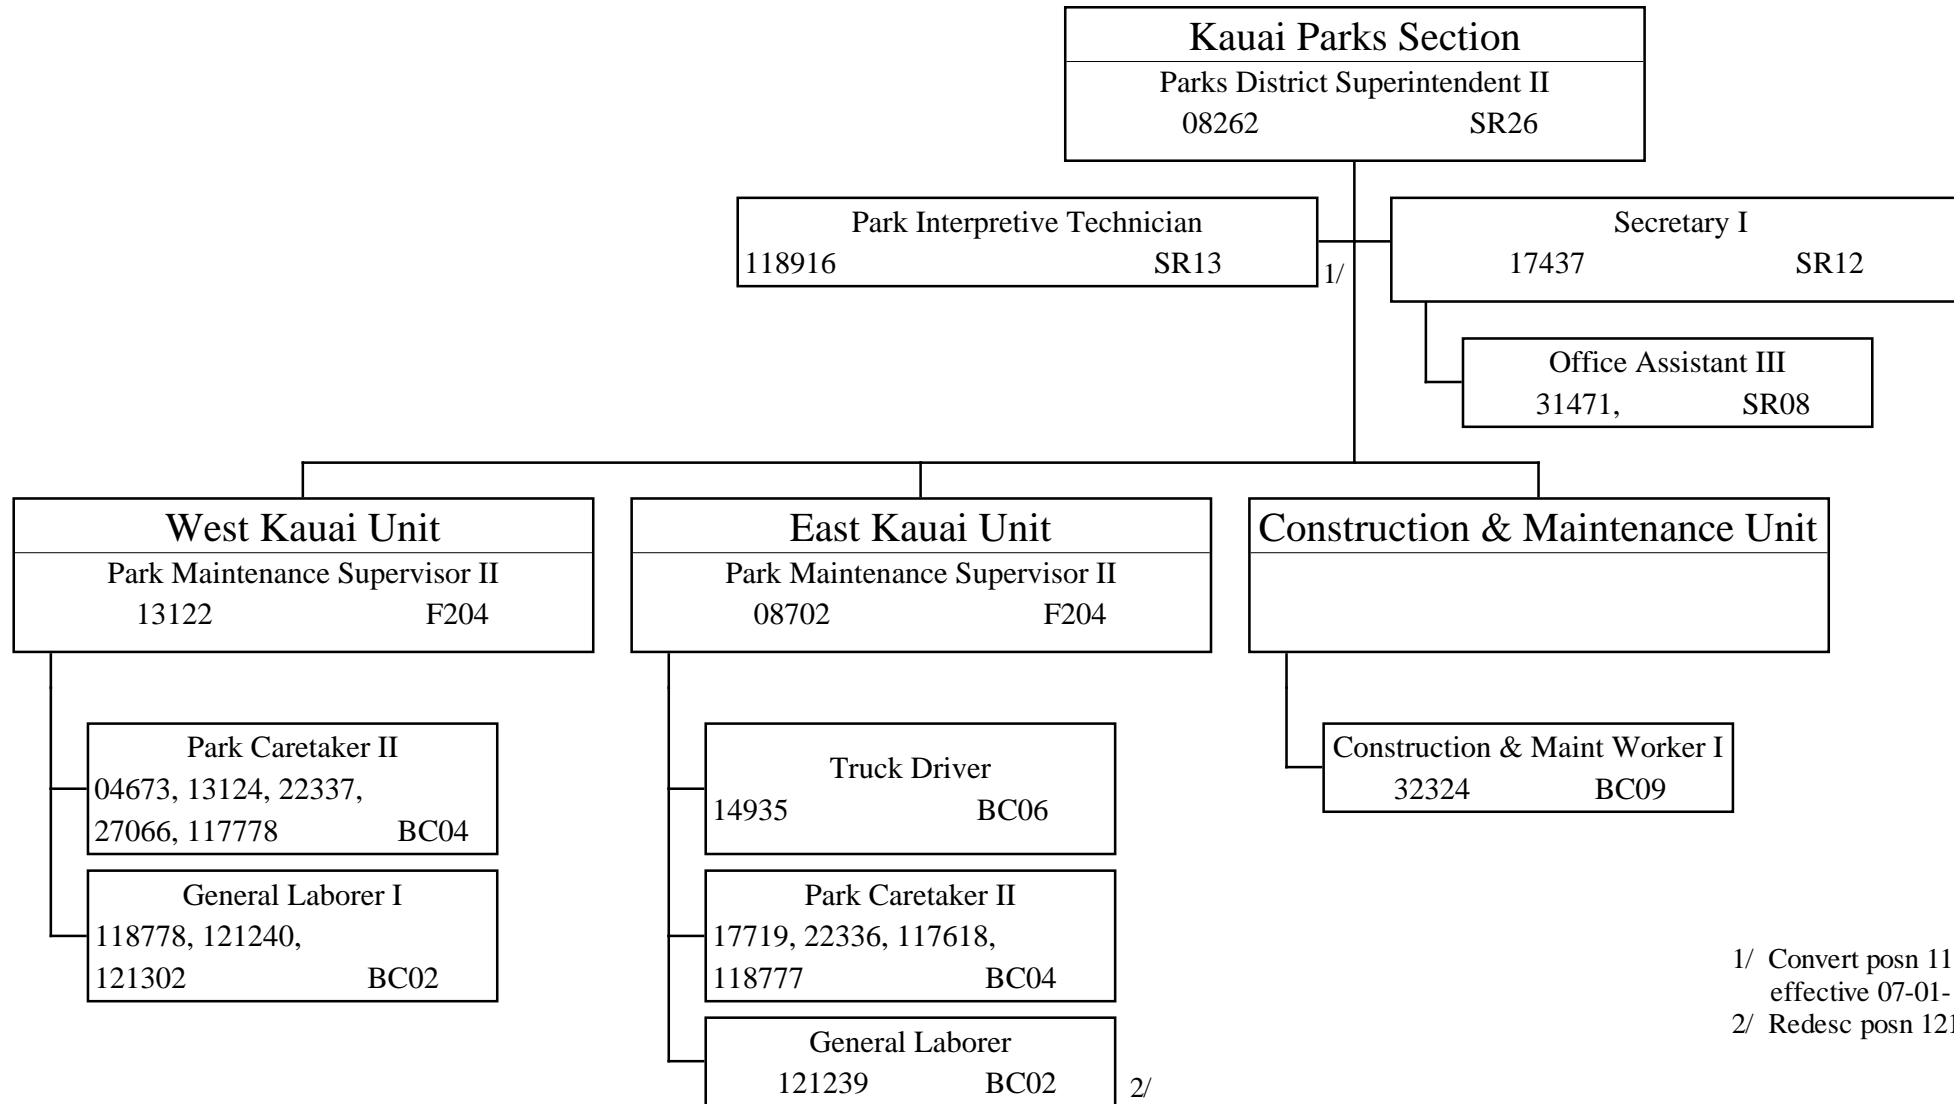 Kauai Parks Section
Parks District Superintendent II
08262 SR26
Park Interpretive Technician
118916 SR13
1/
Secretary I
17437 SR12
Office Assistant III
31471, SR08
West Kauai Unit
Park Maintenance Supervisor II
13122 F204
Park Caretaker II
04673, 13124, 22337,
27066, 117778 BC04
General Laborer I
118778, 121240,
121302 BC02
East Kauai Unit
Park Maintenance Supervisor II
08702 F204
Truck Driver
14935 BC06
Park Caretaker II
17719, 22336, 117618,
118777 BC04
General Laborer
121239 BC02 2/
Construction & Maintenance Unit
Construction & Maint Worker I
32324 BC09
1/ Convert posn 11
effective 07-01-
2/ Redesc posn 121